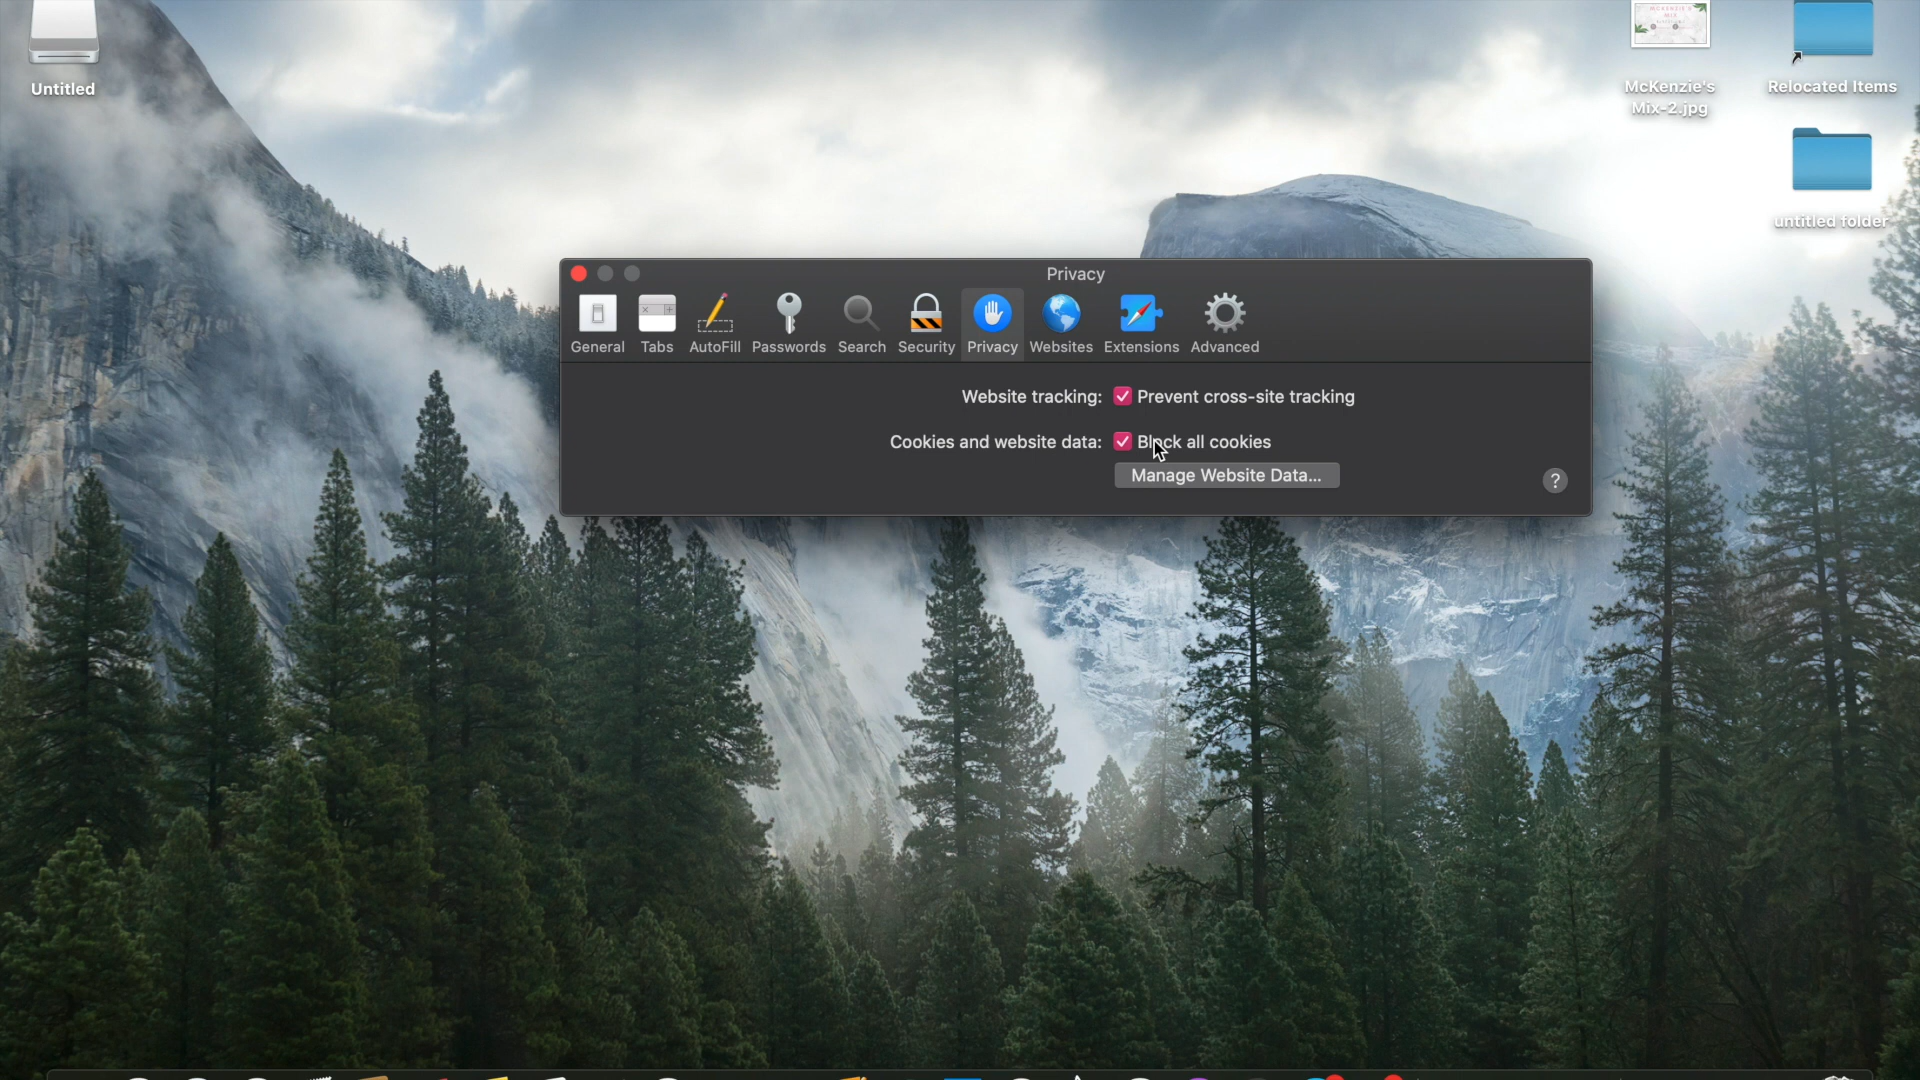 Untitled
McKenzie's
Mix-2.jpg
Relocated Items
untitled folder
Privacy
General Tabs AutoFill Passwords Search Security Privacy Websites Extensions Advanced
Website tracking: Prevent cross-site tracking
Cookies and website data: Block all cookies
Manage Website Data...
?